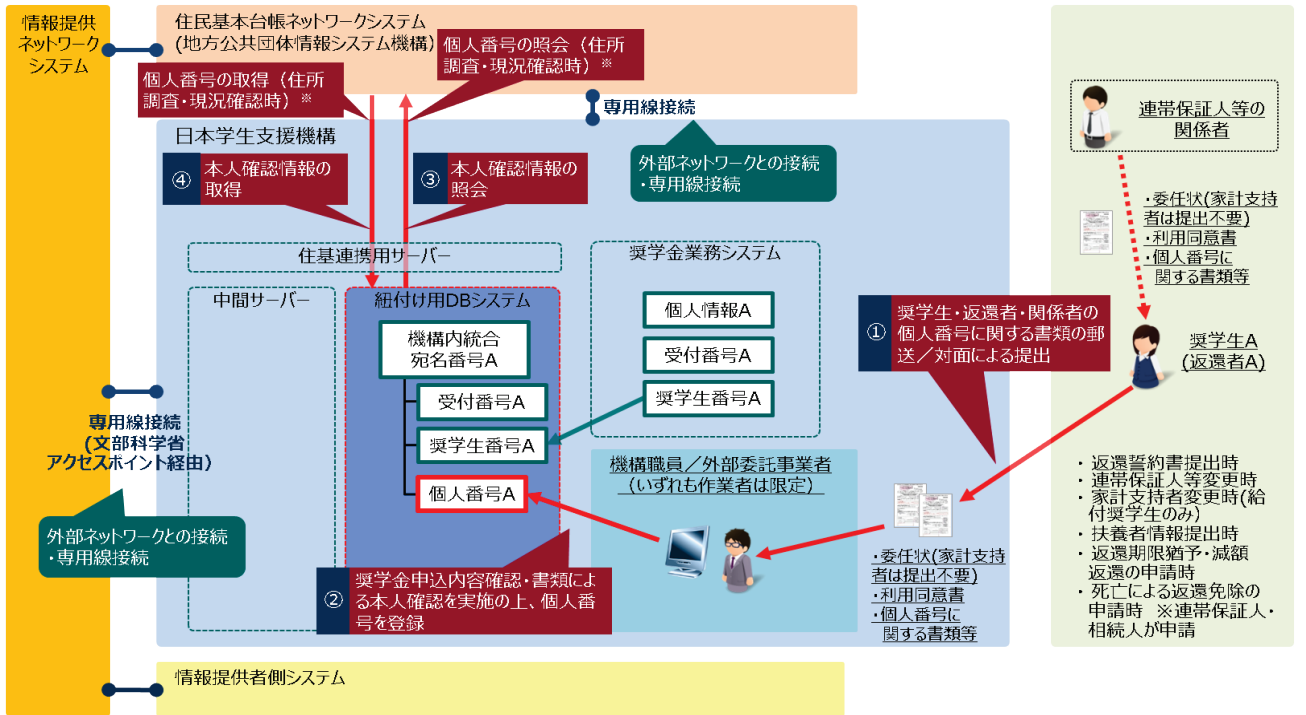 情報提供
ネットワーク
システム
住民基本台帳ネットワークシステム
(地方公共団体情報システム機構)
個人番号の照会（住所
調査・現況確認時）※
個人番号の取得（住所
調査・現況確認時）※
専用線接続
日本学生支援機構
外部ネットワークとの接続
・専用線接続
④
本人確認情報の
取得
③
本人確認情報の
照会
住基連携用サーバー
中間サーバー
紐付け用DBシステム
機構内統合
宛名番号A
受付番号A
奨学生番号A
個人番号A
奨学金業務システム
個人情報A
受付番号A
奨学生番号A
①
奨学生・返還者・関係者の
個人番号に関する書類の郵
送／対面による提出
連帯保証人等の
関係者
・委任状(家計支持
者は提出不要)
・利用同意書
・個人番号に
関する書類等
奨学生A
(返還者A)
専用線接続
(文部科学省
アクセスポイント経由)
外部ネットワークとの接続
・専用線接続
機構職員／外部委託事業者
(いずれも作業者は限定)
②
奨学金申込内容確認・書類によ
る本人確認を実施の上、個人番
号を登録
・委任状(家計支持
者は提出不要)
・利用同意書
・個人番号に
関する書類等
・ 返還誓約書提出時
・ 連帯保証人等変更時
・ 家計支持者変更時(給
付奨学生のみ)
・ 扶養者情報提出時
・ 返還期限猶予・減額
返還の申請時
・ 死亡による返還免除の
申請時 ※連帯保証人・
相続人が申請
情報提供者側システム